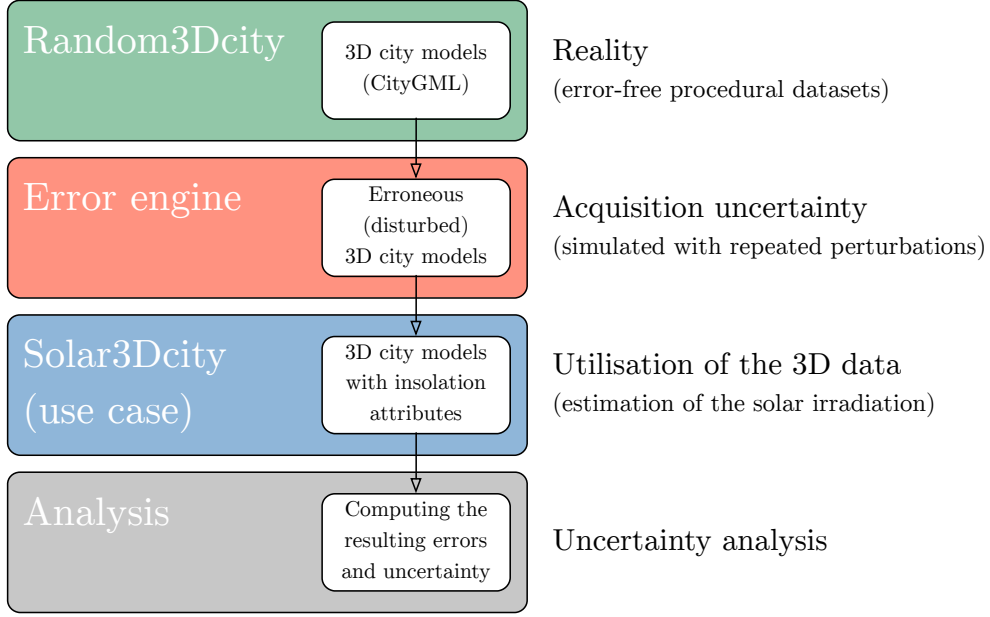 Random3Dcity
3D city models
(CityGML)
Reality
(error-free procedural datasets)
Error engine
Erroneous
(disturbed)
3D city models
Acquisition uncertainty
(simulated with repeated perturbations)
Solar3Dcity
(use case)
3D city models
with insolation
attributes
Utilisation of the 3D data
(estimation of the solar irradiation)
Analysis
Computing the
resulting errors
and uncertainty
Uncertainty analysis